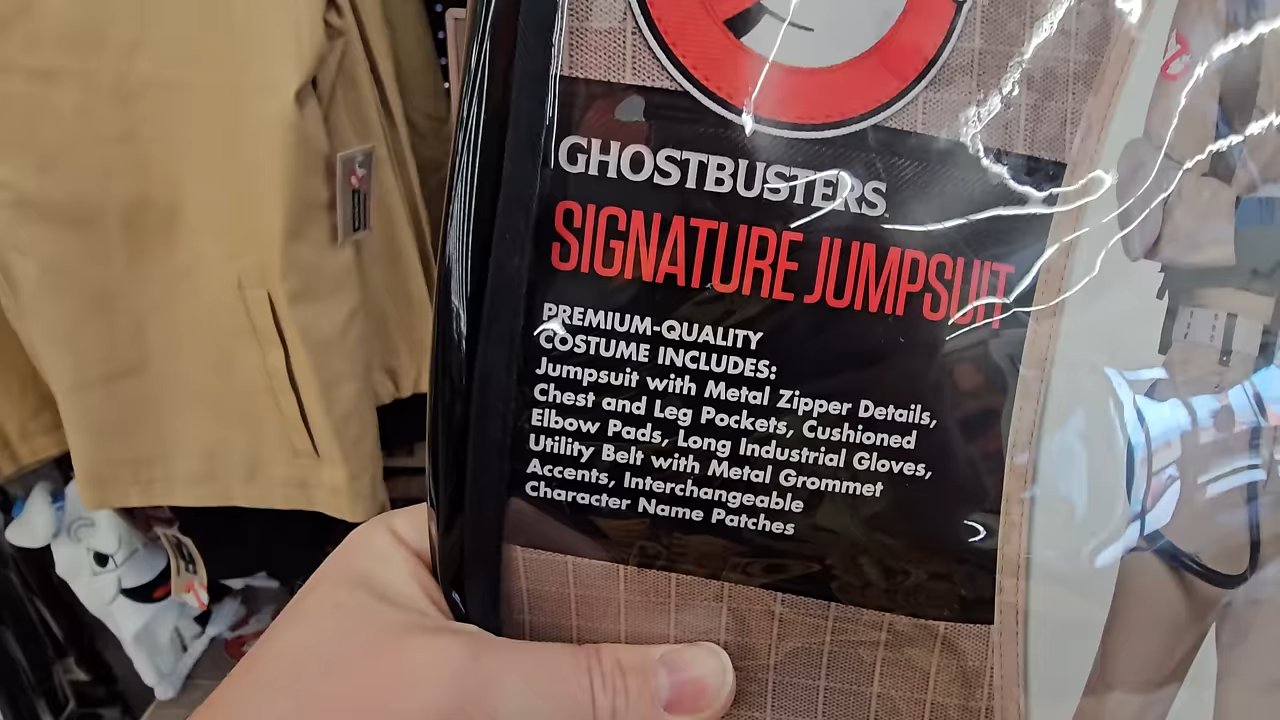 GHOSTBUSTERS
SIGNATURE JUMPSUIT
PREMIUM-QUALITY
COSTUME INCLUDES:
Jumpsuit with Metal Zipper Details,
Chest and Leg Pockets, Cushioned
Elbow Pads, Long Industrial Gloves,
Utility Belt with Metal Grommet
Accents, Interchangeable
Character Name Patches